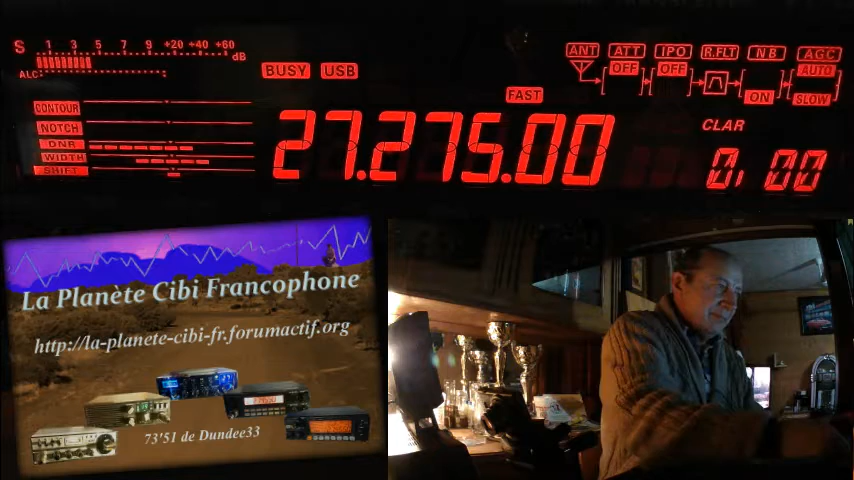 S 1 3 5 7 9 +20 +40 +60 dB
ALC:
BUSY USB
FAST
ANT ATT IPO R.FLT NB AGC
OFF OFF AUTO
ON SLOW
CONTOUR
NOTCH
DNR
WIDTH
SHIFT
27.275.00
CLAR
0.00
La Planète Cibi Francophone
http://la-planete-cibi-fr.forumactif.org
73'51 de Dundee33